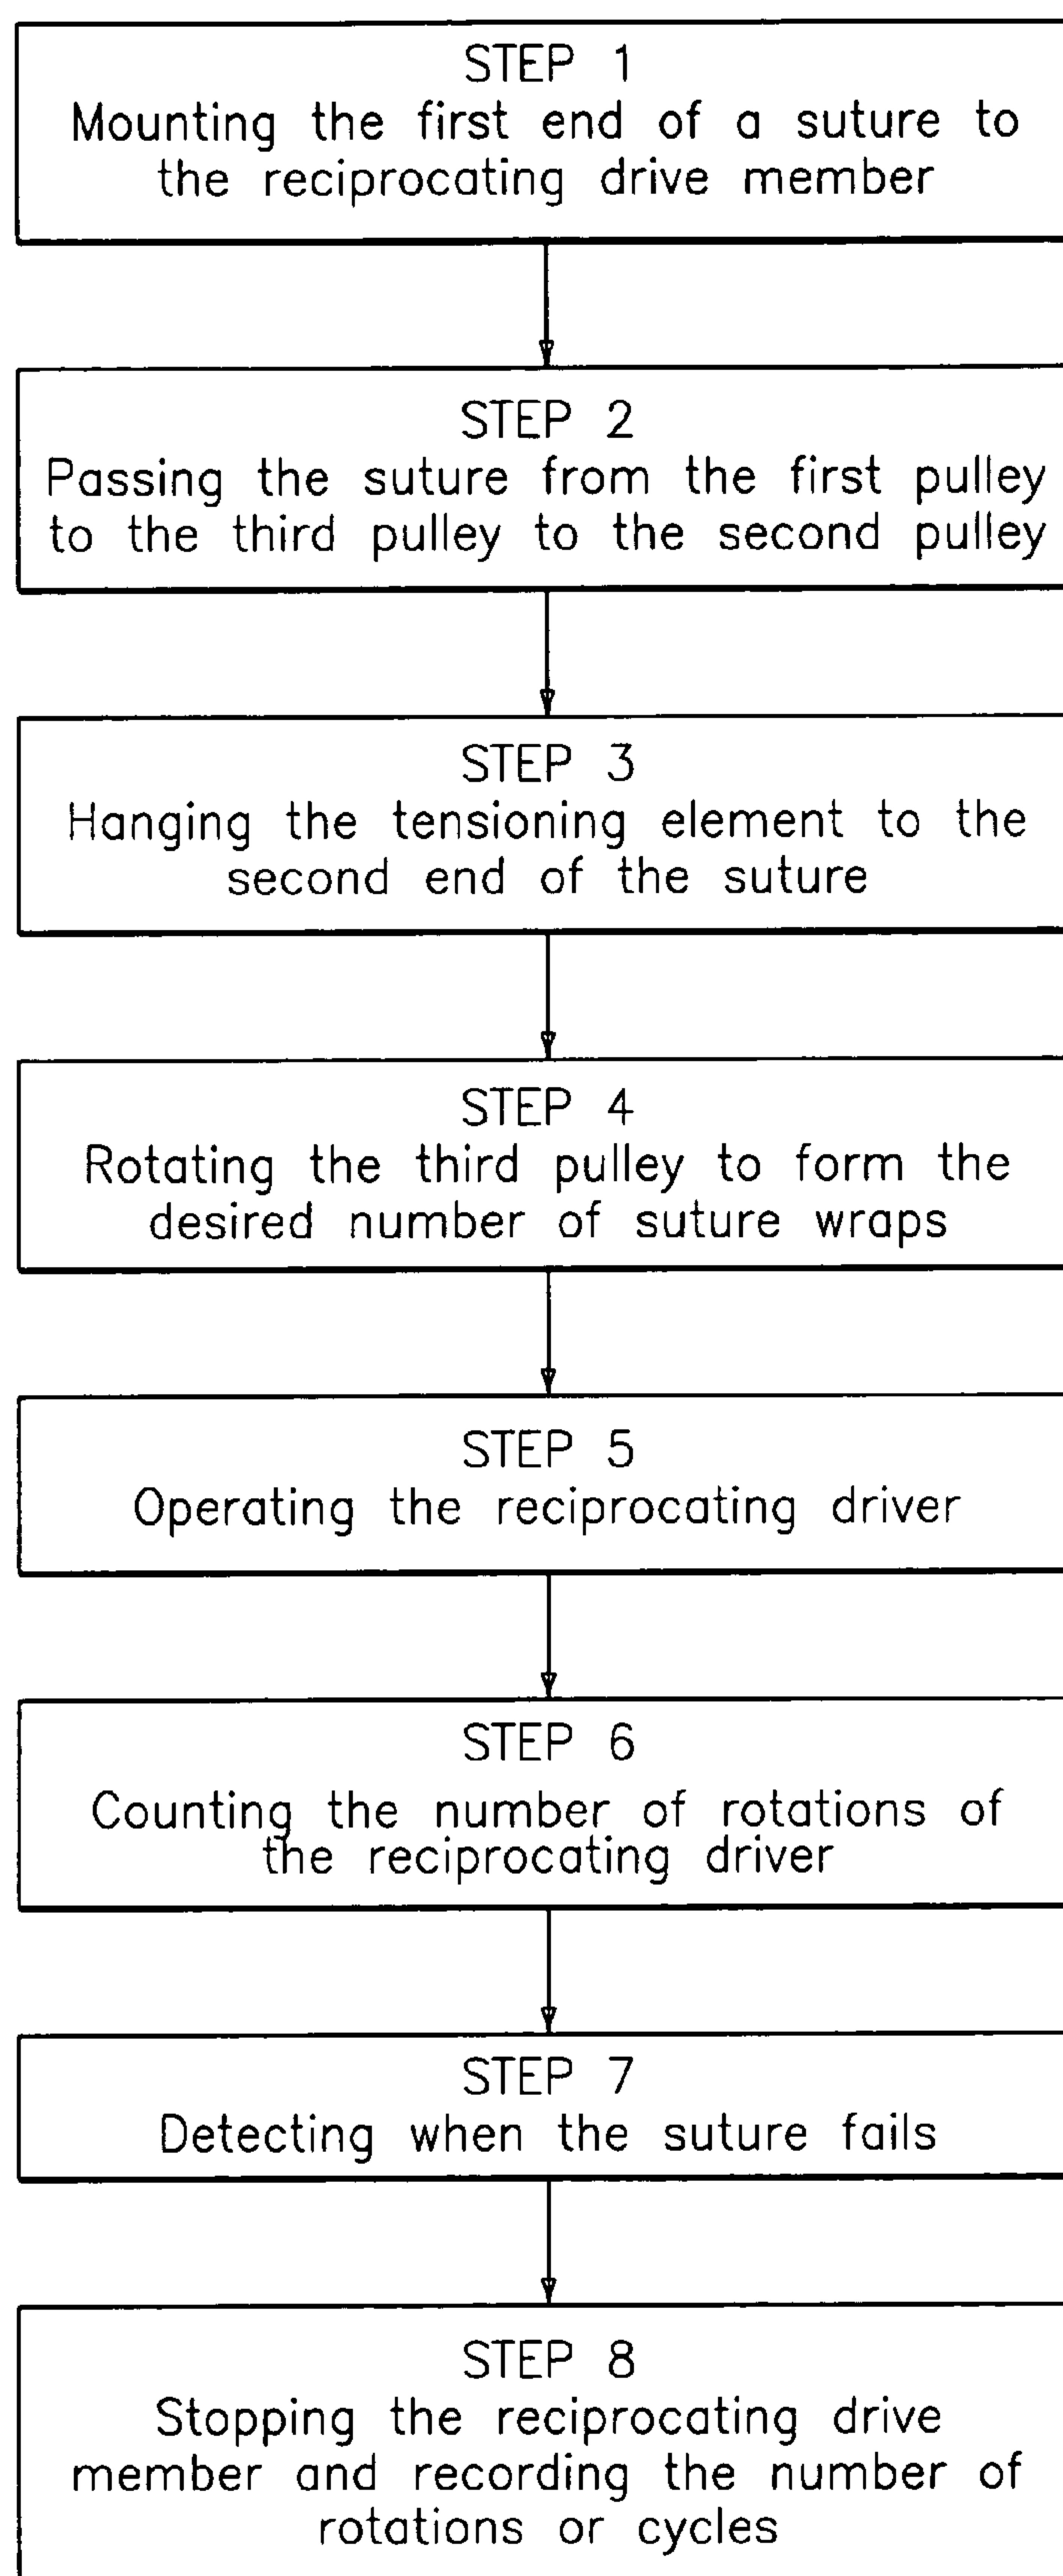 STEP 1
Mounting the first end of a suture to
the reciprocating drive member
STEP 2
Passing the suture from the first pulley
to the third pulley to the second pulley
STEP 3
Hanging the tensioning element to the
second end of the suture
STEP 4
Rotating the third pulley to form the
desired number of suture wraps
STEP 5
Operating the reciprocating driver
STEP 6
Counting the number of rotations of
the reciprocating driver
STEP 7
Detecting when the suture fails
STEP 8
Stopping the reciprocating drive
member and recording the number of
rotations or cycles